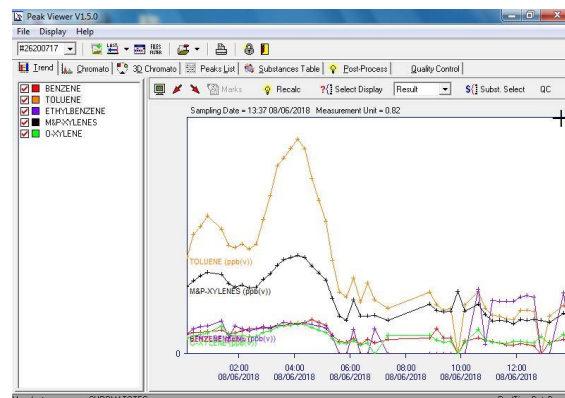 Peak Viewer V1.5.0
File Display Help
#26200717 LAST FILES FILTER
Trend Chromato 3D Chromato Peaks List Substances Table Post-Process Quality Control
Marks Recalc ?{} Select Display Result S{} Subst. Select QC
BENZENE
TOLUENE
ETHYLBENZENE
M&P-XYLENES
O-XYLENE
Sampling Date = 13:37 08/06/2018 Measurement Unit = 0.82
TOLUENE (ppb(v))
M&P-XYLENES (ppb(v))
0
02:00 04:00 06:00 08:00 10:00 12:00
08/06/2018 08/06/2018 08/06/2018 08/06/2018 08/06/2018 08/06/2018